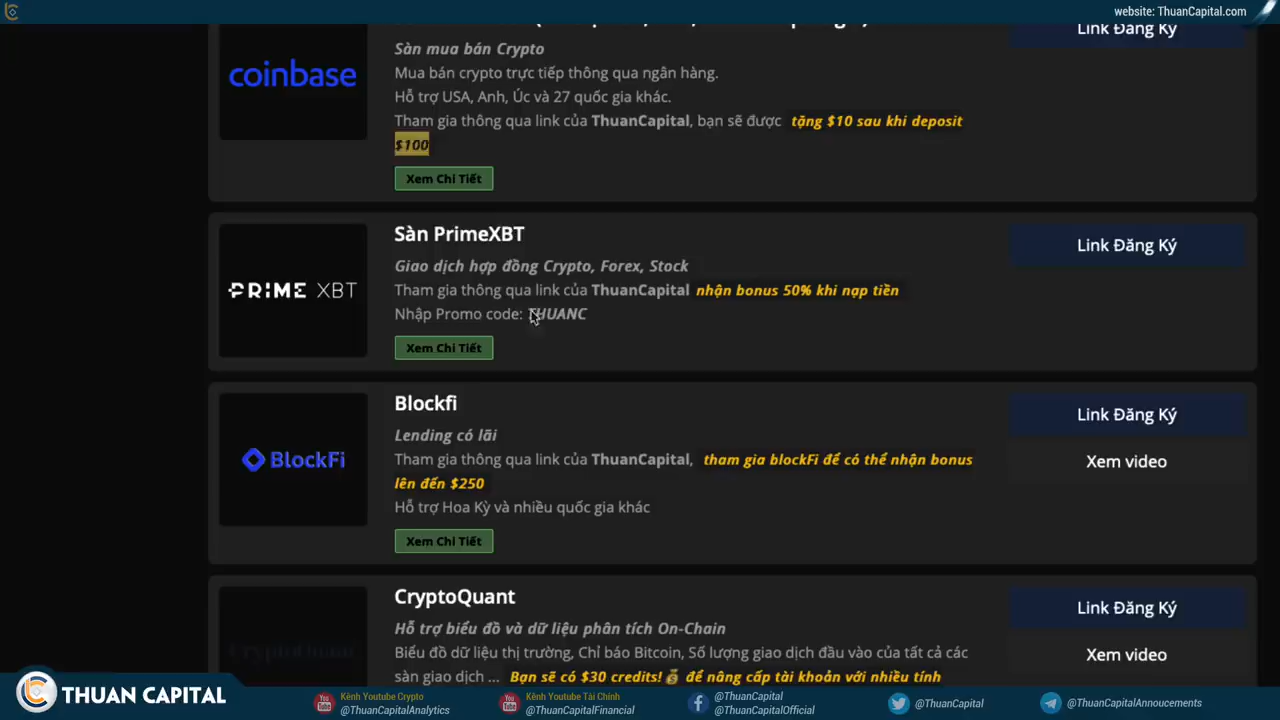 website: ThuanCapital.com
Link Đăng Ký
coinbase
Sàn mua bán Crypto
Mua bán crypto trực tiếp thông qua ngân hàng.
Hỗ trợ USA, Anh, Úc và 27 quốc gia khác.
Tham gia thông qua link của ThuanCapital, bạn sẽ được tặng $10 sau khi deposit
$100
Xem Chi Tiết
Sàn PrimeXBT
Link Đăng Ký
PRIME XBT
Giao dịch hợp đồng Crypto, Forex, Stock
Tham gia thông qua link của ThuanCapital nhận bonus 50% khi nạp tiền
Nhập Promo code: THUANC
Xem Chi Tiết
Blockfi
Link Đăng Ký
BlockFi
Lending có lãi
Tham gia thông qua link của ThuanCapital, tham gia blockFi để có thể nhận bonus
lên đến $250
Xem video
Hỗ trợ Hoa Kỳ và nhiều quốc gia khác
Xem Chi Tiết
CryptoQuant
Link Đăng Ký
CryptoQuant
Hỗ trợ biểu đồ và dữ liệu phân tích On-Chain
Biểu đồ dữ liệu thị trường, Chỉ báo Bitcoin, Số lượng giao dịch đầu vào của tất cả các
sàn giao dịch ... Bạn sẽ có $30 credits!💰 để nâng cấp tài khoản với nhiều tính
Xem video
THUAN CAPITAL
You Tube
Kênh Youtube Crypto
@ThuanCapitalAnalytics
You Tube
Kênh Youtube Tài Chính
@ThuanCapitalFinancial
@ThuanCapital
@ThuanCapitalOfficial
@ThuanCapital
@ThuanCapitalAnnoucements